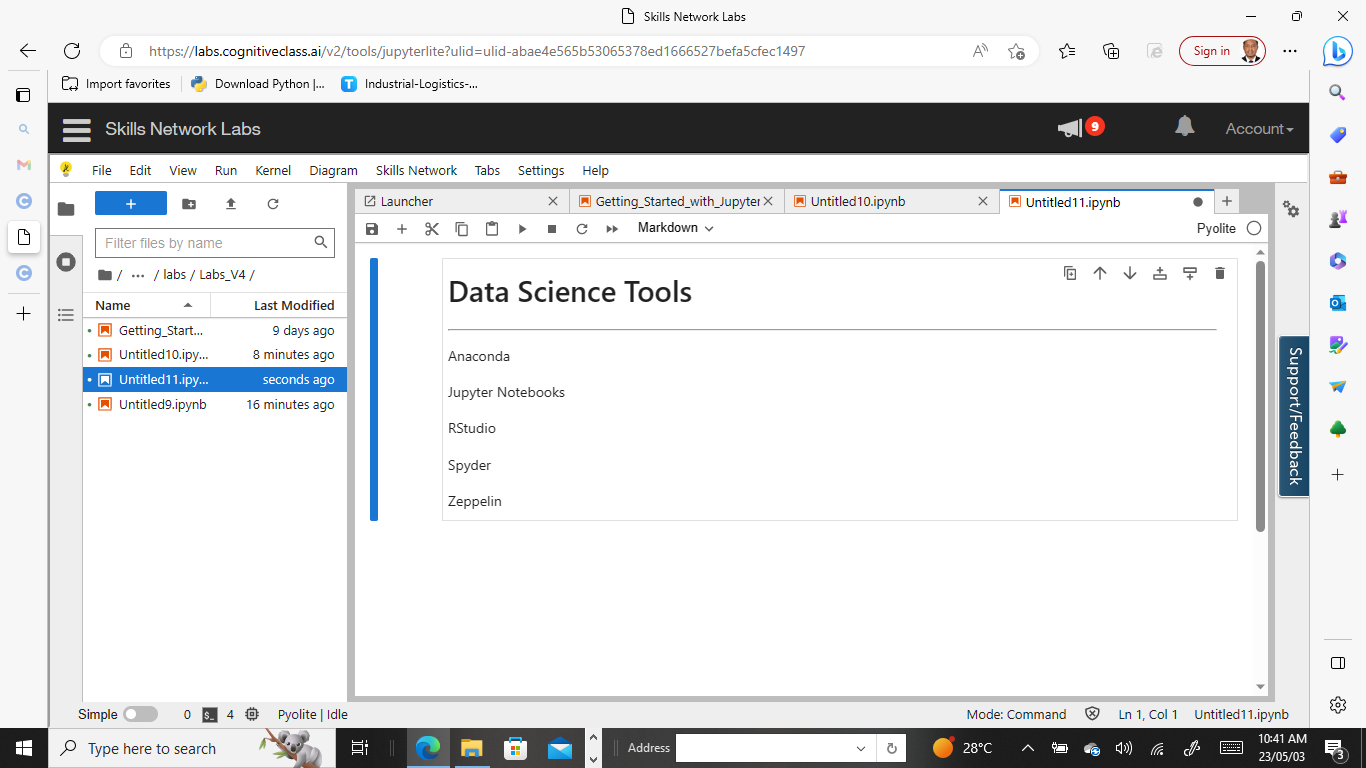 Skills Network Labs
https://labs.cognitiveclass.ai/v2/tools/jupyterlite?ulid=ulid-abae4e565b53065378ed1666527befa5cfec1497
Sign in
Import favorites
Download Python |...
Industrial-Logistics-...
Skills Network Labs
9
Account
File Edit View Run Kernel Diagram Skills Network Tabs Settings Help
Launcher
Getting_Started_with_Jupyter
Untitled10.ipynb
Untitled11.ipynb
Markdown
Pyolite
Filter files by name
/ ... / labs / Labs_V4 /
Name Last Modified
Getting_Start... 9 days ago
Untitled10.ipy... 8 minutes ago
Untitled11.ipy... seconds ago
Untitled9.ipynb 16 minutes ago
Data Science Tools
Anaconda
Jupyter Notebooks
RStudio
Spyder
Zeppelin
Support/Feedback
Simple 0 $_ 4 Pyolite | Idle
Mode: Command Ln 1, Col 1 Untitled11.ipynb
Type here to search
Address
28°C
10:41 AM
23/05/03
3